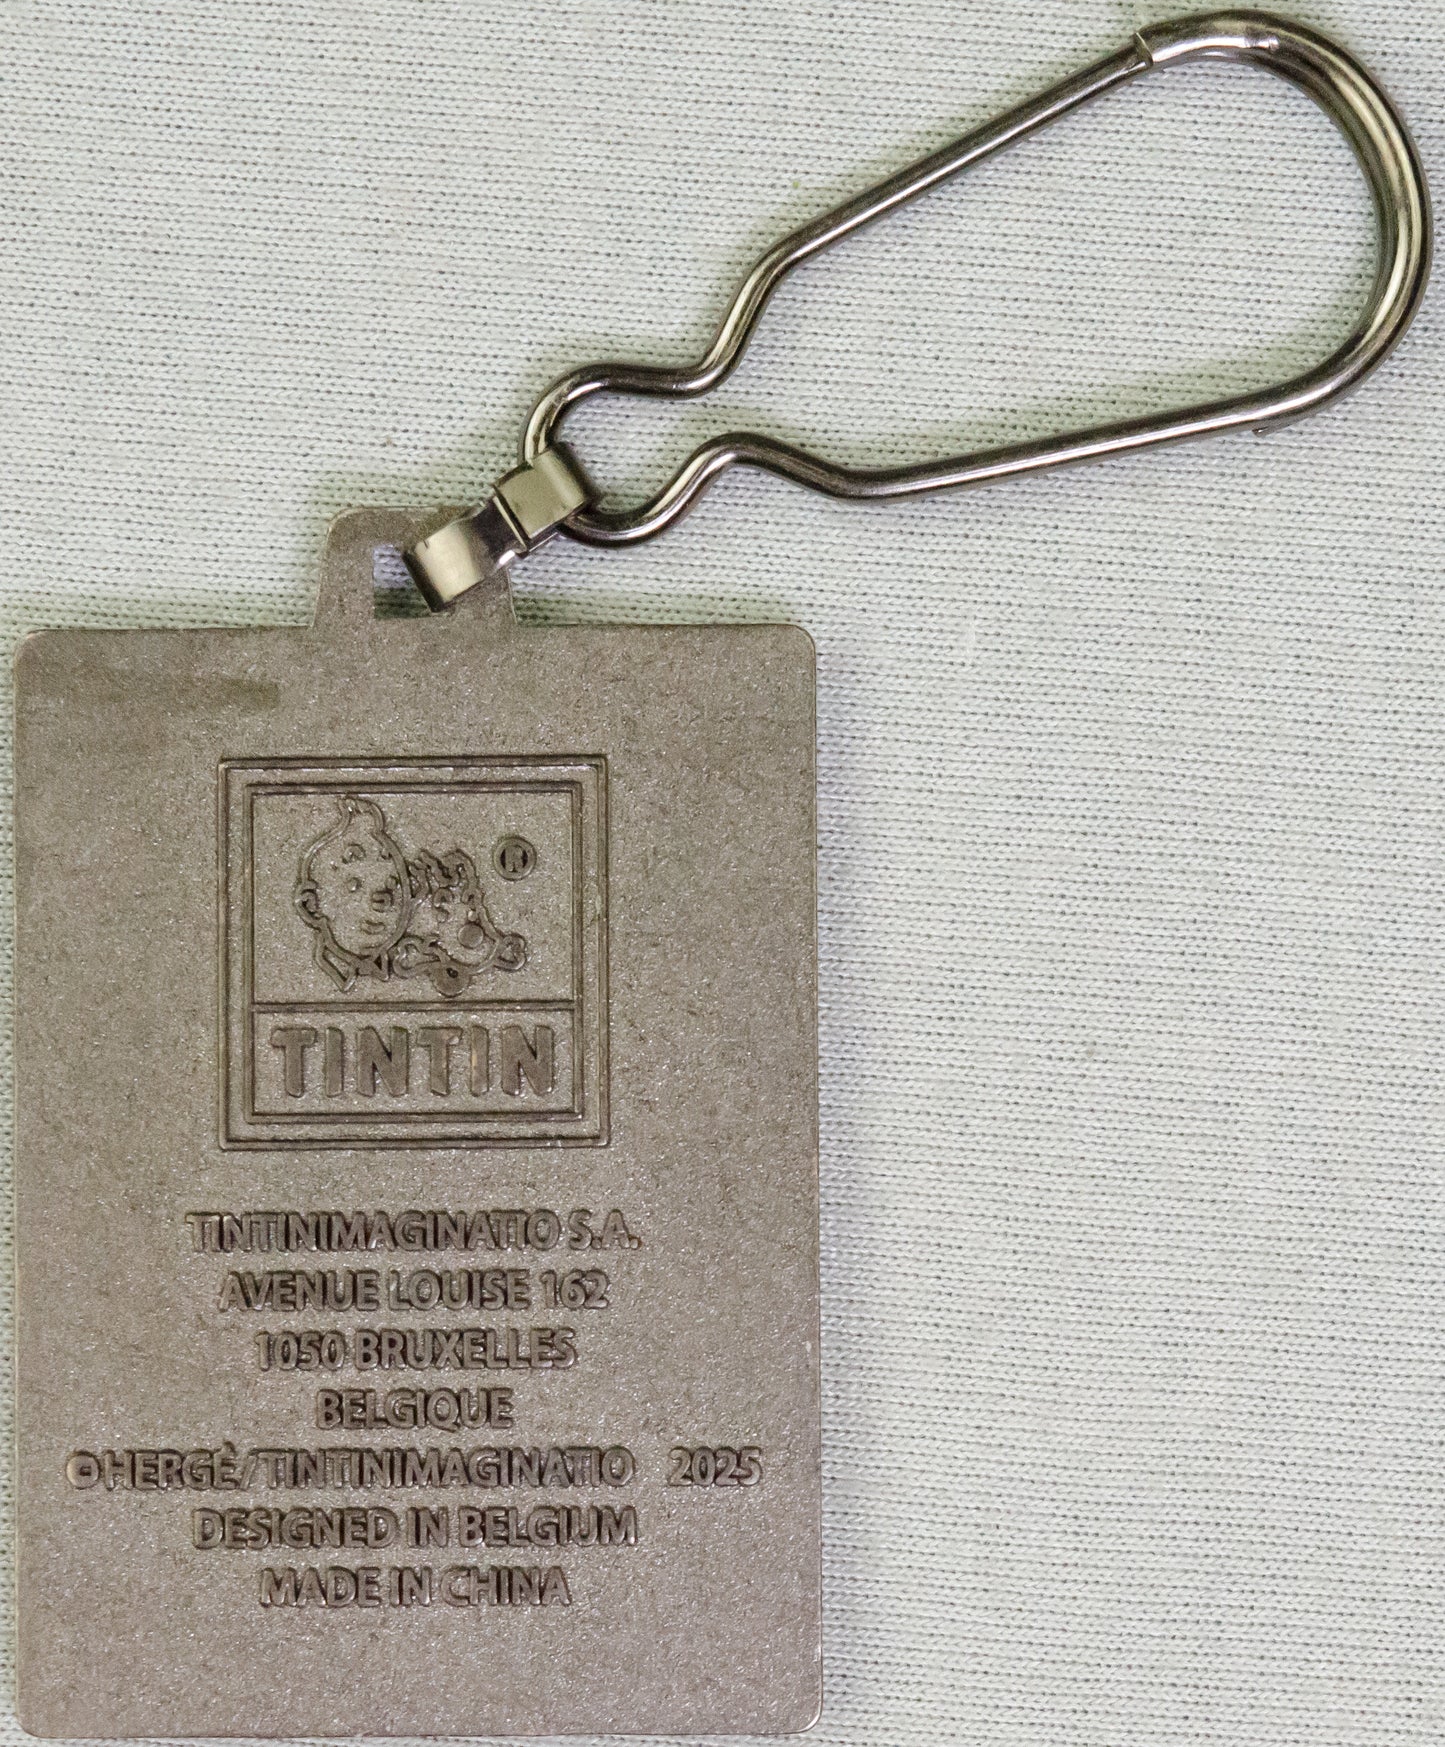 ®
TINTIN
TINTINIMAGINATIO S.A.
AVENUE LOUISE 162
1050 BRUXELLES
BELGIQUE
©HERGÉ/TINTINIMAGINATIO 2025
DESIGNED IN BELGIUM
MADE IN CHINA